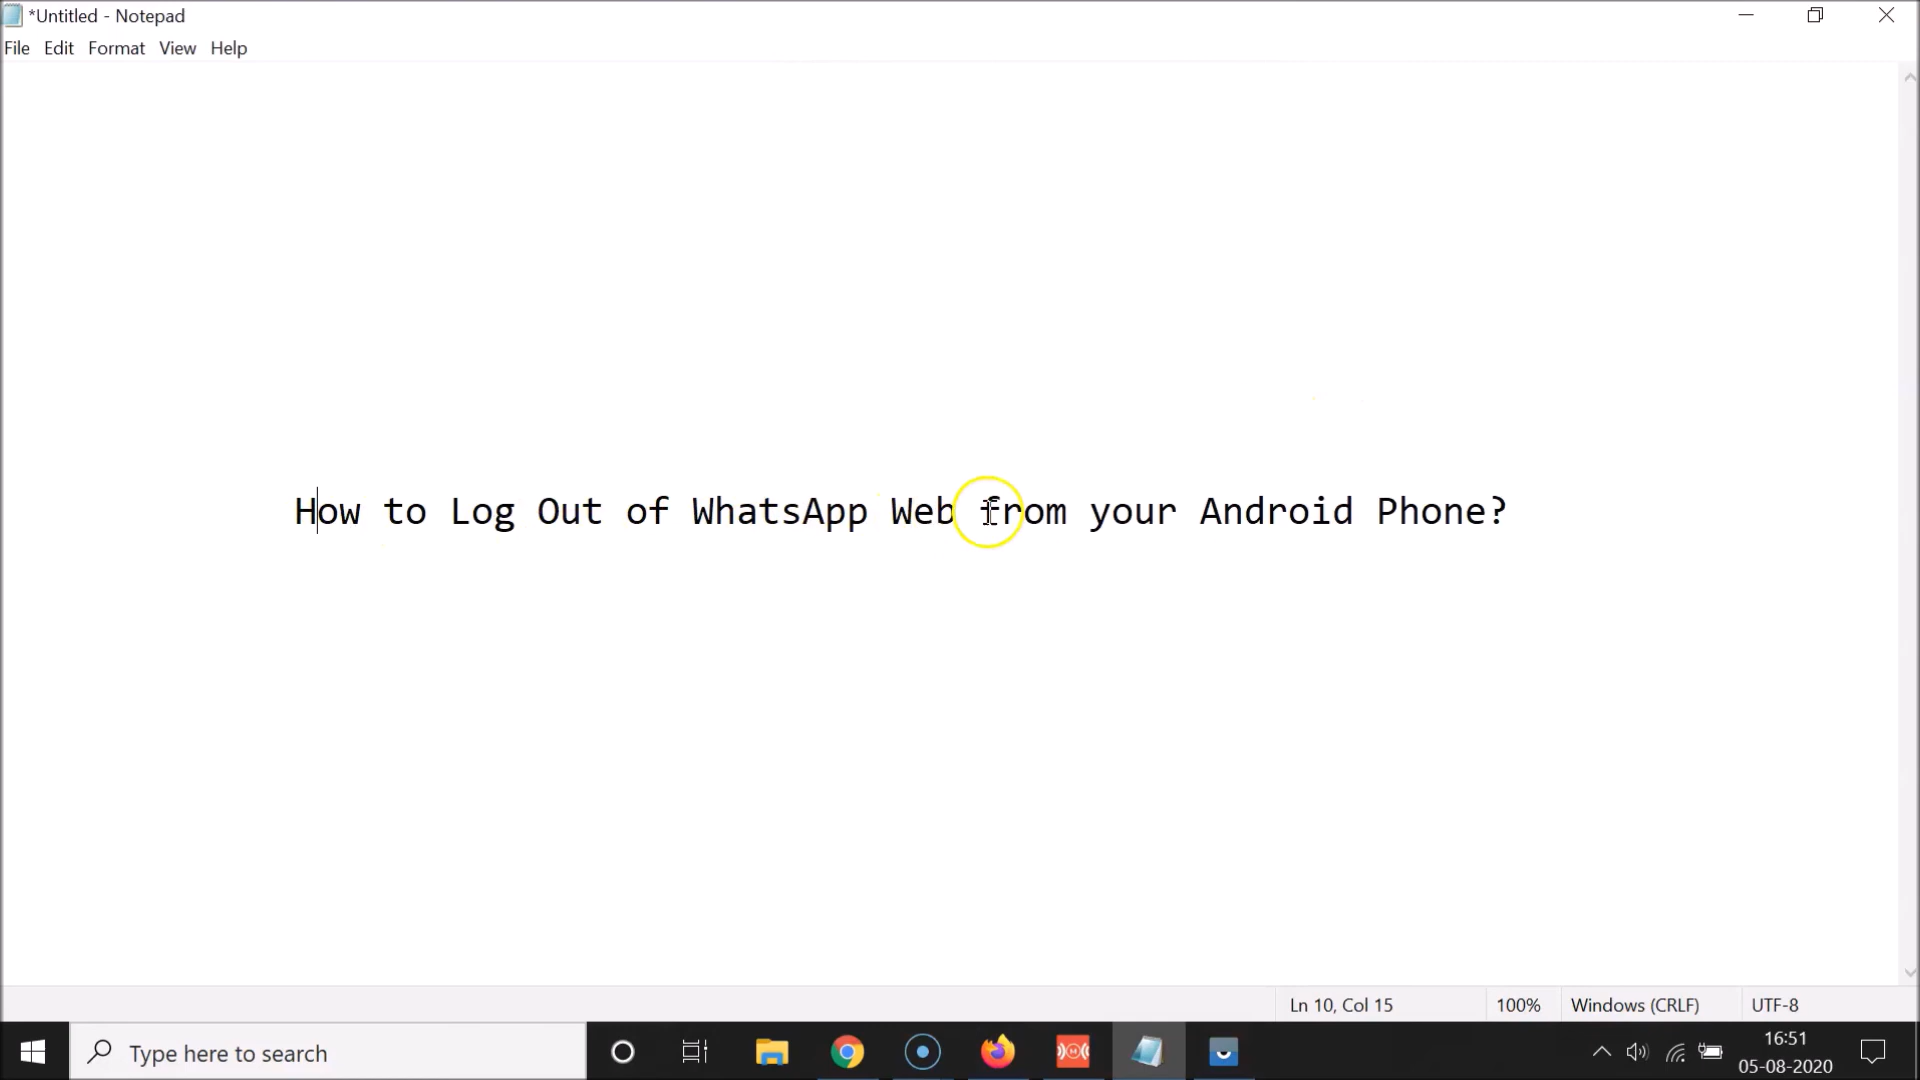 *Untitled - Notepad
File Edit Format View Help
How to Log Out of WhatsApp Web from your Android Phone?
Ln 10, Col 15 100% Windows (CRLF) UTF-8
Type here to search
16:51
05-08-2020